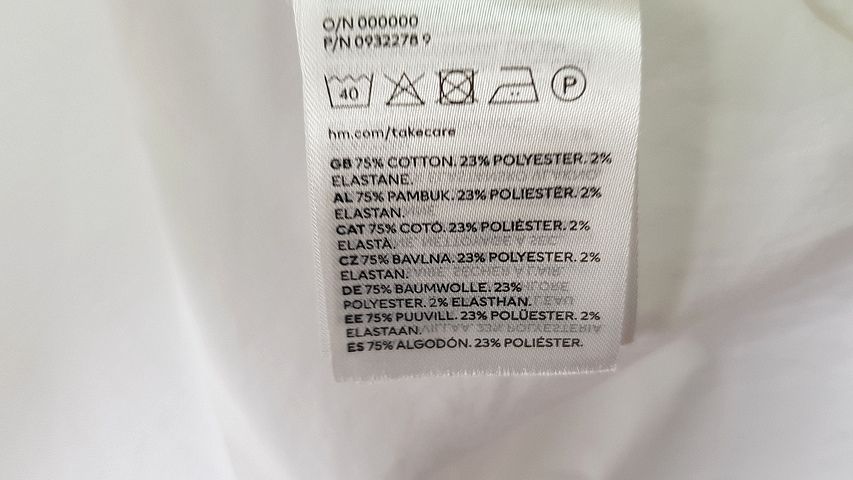 O/N 000000
P/N 0932278 9
40 P
hm.com/takecare
GB 75% COTTON. 23% POLYESTER. 2%
ELASTANE.
AL 75% PAMBUK. 23% POLIESTËR. 2%
ELASTAN.
CAT 75% COTÓ. 23% POLIÈSTER. 2%
ELASTÀ.
CZ 75% BAVLNA. 23% POLYESTER. 2%
ELASTAN.
DE 75% BAUMWOLLE. 23%
POLYESTER. 2% ELASTHAN.
EE 75% PUUVILL. 23% POLÜESTER. 2%
ELASTAAN.
ES 75% ALGODÓN. 23% POLIÉSTER.